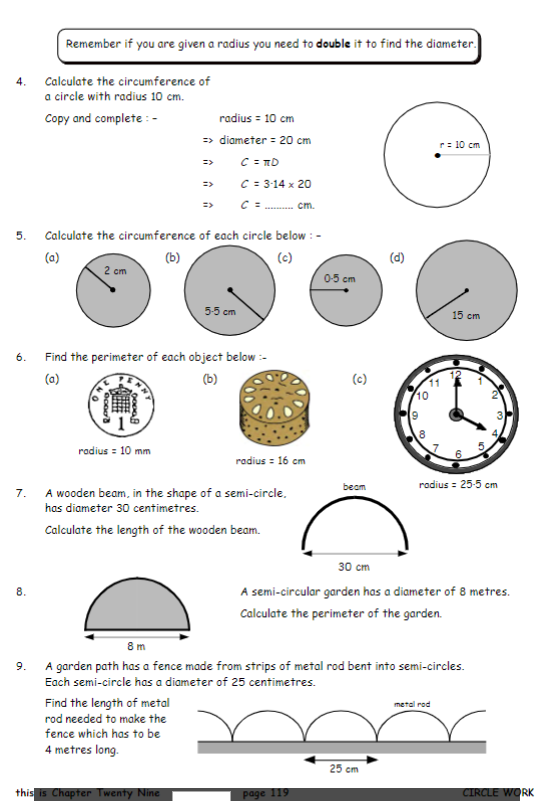 Remember if you are given a radius you need to double it to find the diameter.
4. Calculate the circumference of
a circle with radius 10 cm.
Copy and complete : -
radius = 10 cm
=> diameter = 20 cm
=> C = πD
=> C = 3·14 x 20
=> C = .......... cm.
r = 10 cm
5. Calculate the circumference of each circle below : -
(a) (b) (c) (d)
2 cm
5·5 cm
0·5 cm
15 cm
6. Find the perimeter of each object below :-
(a) (b) (c)
ONE PENNY
1
radius = 10 mm
radius = 16 cm
12
1
2
3
4
5
6
7
8
9
10
11
radius = 25·5 cm
7. A wooden beam, in the shape of a semi-circle,
has diameter 30 centimetres.
Calculate the length of the wooden beam.
beam
30 cm
8.
8 m
A semi-circular garden has a diameter of 8 metres.
Calculate the perimeter of the garden.
9. A garden path has a fence made from strips of metal rod bent into semi-circles.
Each semi-circle has a diameter of 25 centimetres.
Find the length of metal
rod needed to make the
fence which has to be
4 metres long.
metal rod
25 cm
this is Chapter Twenty Nine page 119 CIRCLE WORK